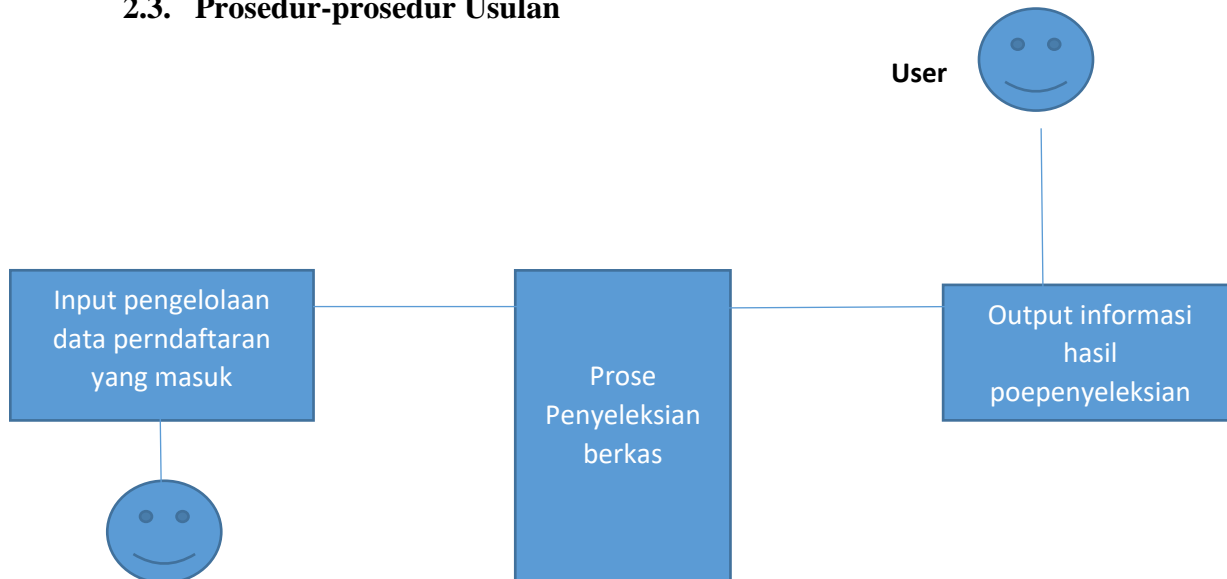 2.3. Prosedur-prosedur Usulan
User
Input pengelolaan
data perndaftaran
yang masuk
Prose
Penyeleksian
berkas
Output informasi
hasil
poepenyeleksian